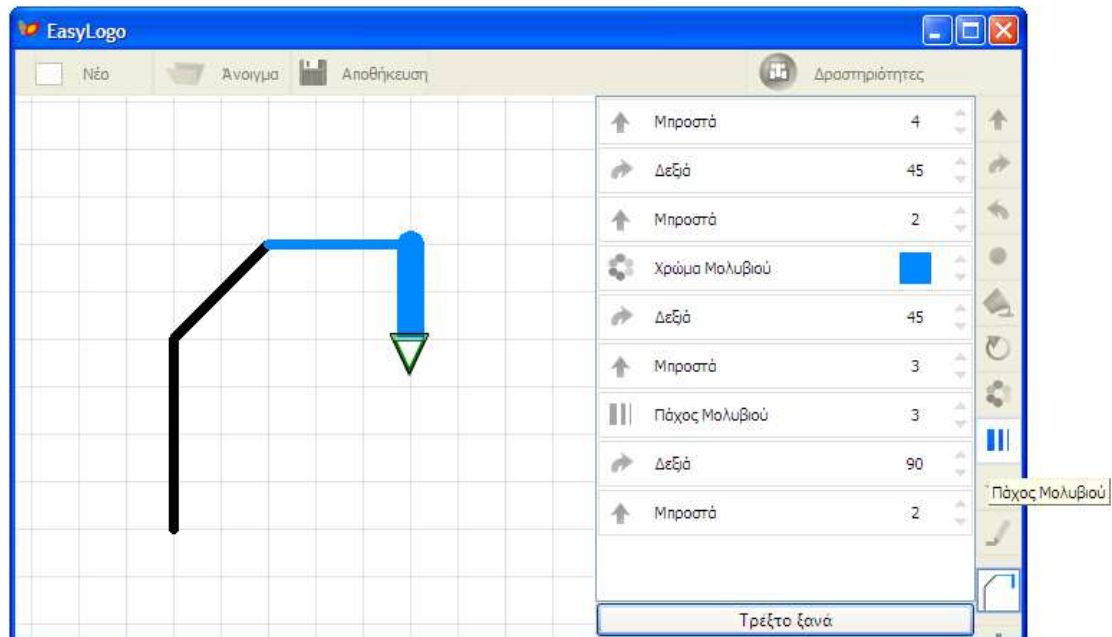 EasyLogo
Νέο Άνοιγμα Αποθήκευση Δραστηριότητες
Μπροστά 4
Δεξιά 45
Μπροστά 2
Χρώμα Μολυβιού
Δεξιά 45
Μπροστά 3
Πάχος Μολυβιού 3
Δεξιά 90
Πάχος Μολυβιού
Μπροστά 2
Τρέξτο ξανά